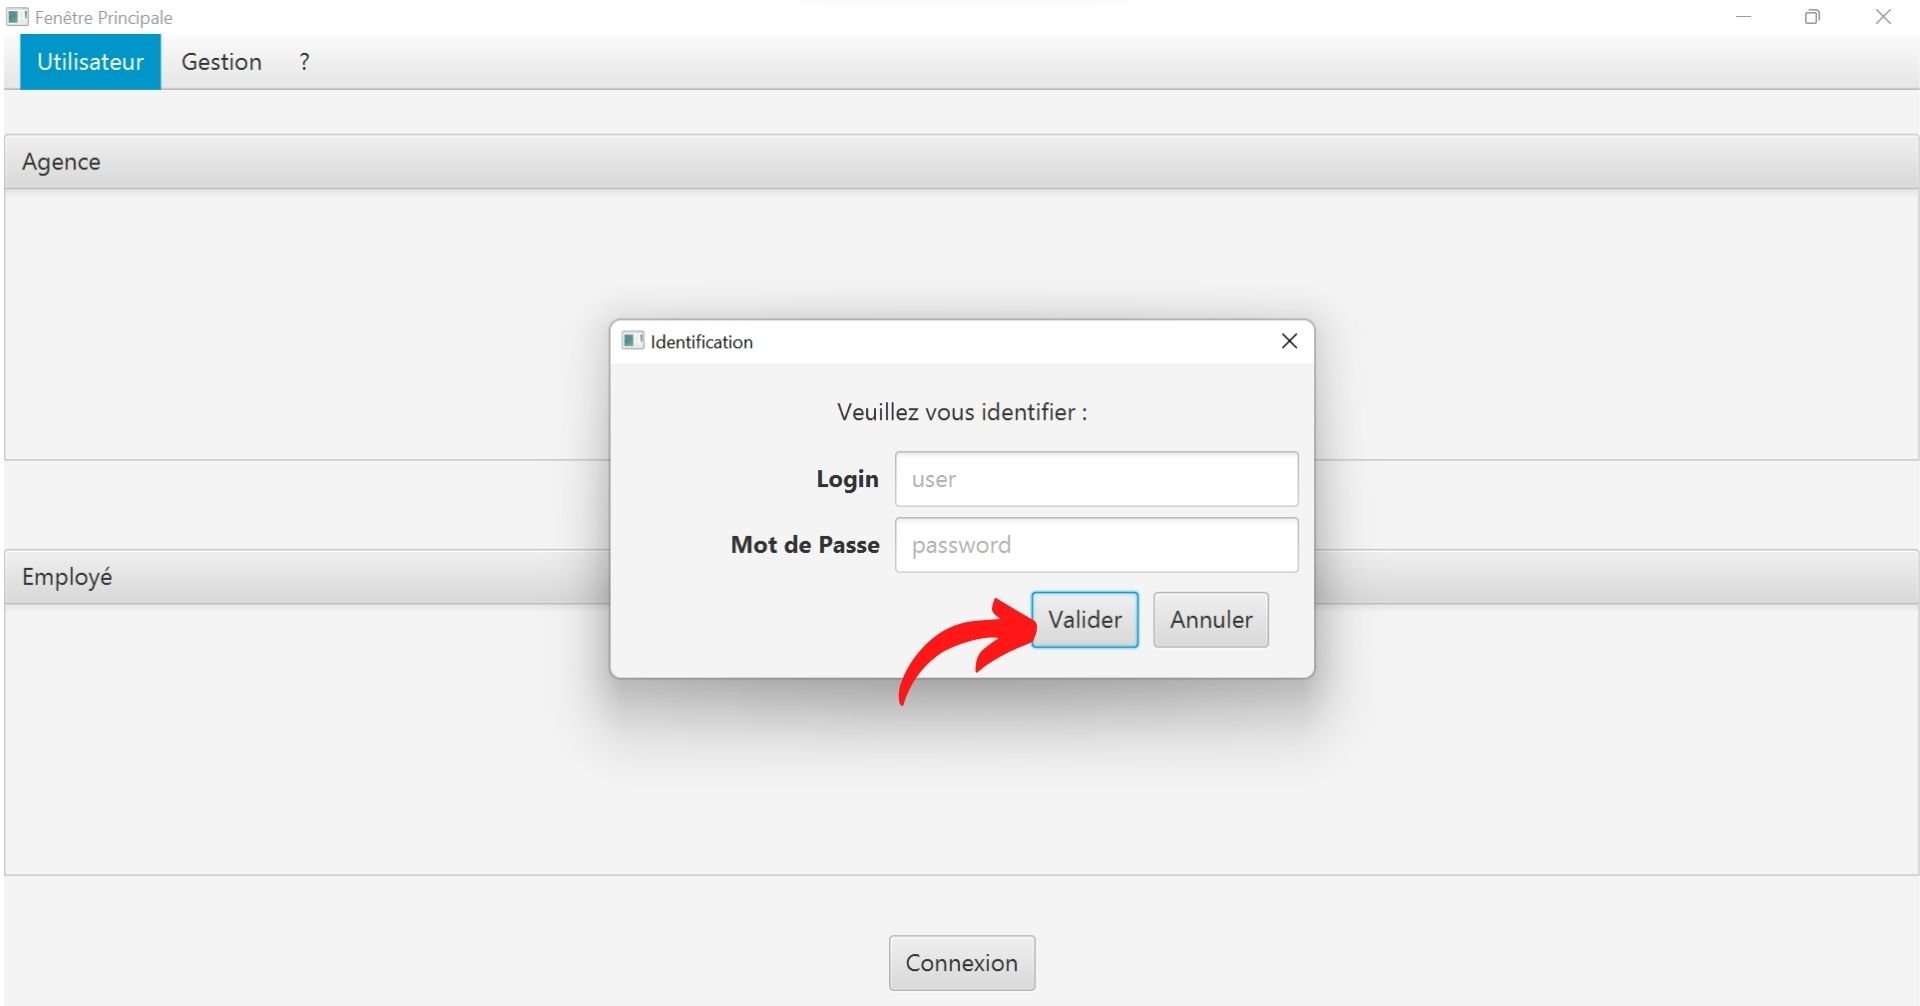 Fenêtre Principale
Utilisateur Gestion ?
Agence
Identification
Veuillez vous identifier :
Login user
Mot de Passe password
Valider Annuler
Employé
Connexion